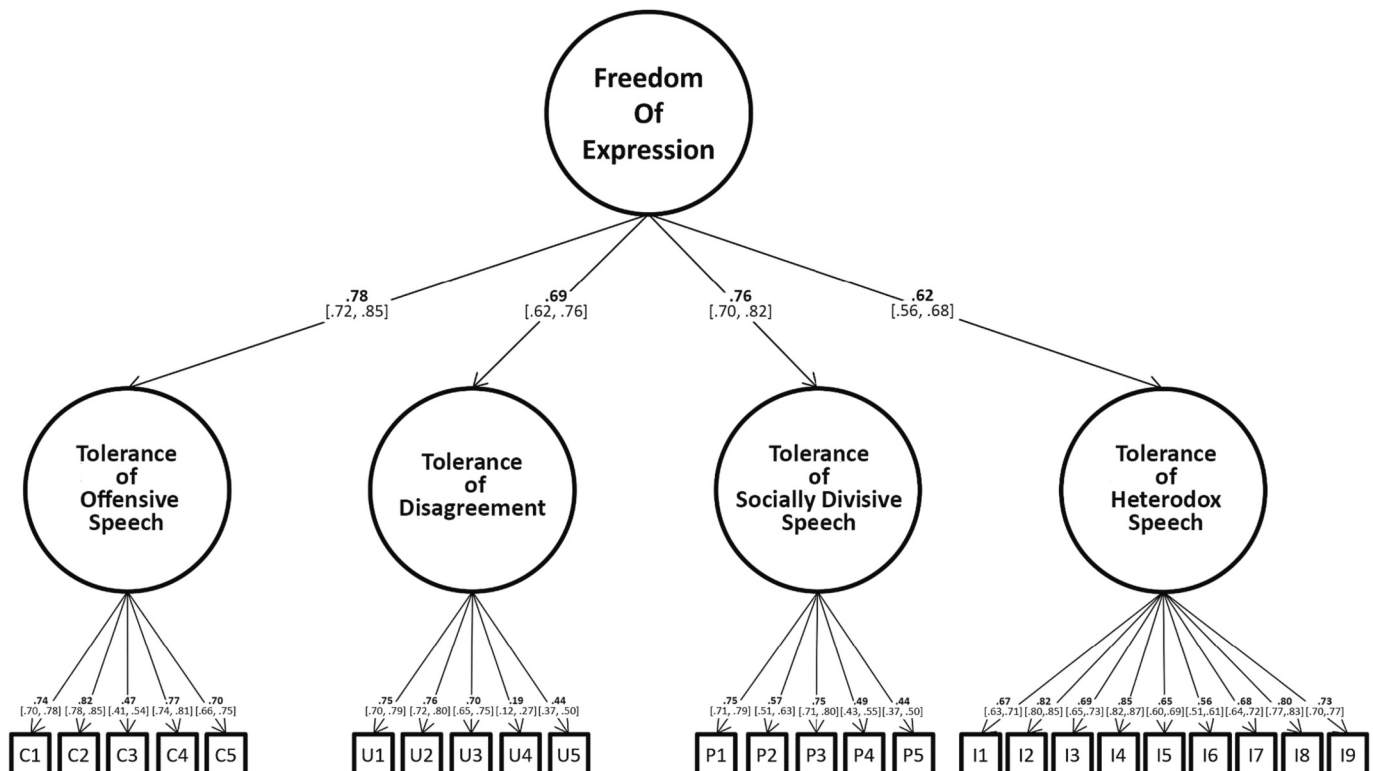 Freedom
Of
Expression
.78
[.72, .85]
.69
[.62, .76]
.76
[.70, .82]
.62
[.56, .68]
Tolerance
of
Offensive
Speech
Tolerance
of
Disagreement
Tolerance
of
Socially Divisive
Speech
Tolerance
of
Heterodox
Speech
.74 .82 .47 .77 .70
[.70, .78] [.78, .85] [.41, .54] [.74, .81] [.66, .75]
.75 .76 .70 .19 .44
[.70, .79] [.72, .80] [.65, .75] [.12, .27] [.37, .50]
.75 .57 .75 .49 .44
[.71, .79] [.51, .63] [.71, .80] [.43, .55] [.37, .50]
.67 .82 .69 .85 .65 .56 .68 .80 .73
[.63,.71] [.80,.85] [.65,.73] [.82,.87] [.60,.69] [.51,.61] [.64,.72] [.77,.83] [.70,.77]
C1 C2 C3 C4 C5
U1 U2 U3 U4 U5
P1 P2 P3 P4 P5
I1 I2 I3 I4 I5 I6 I7 I8 I9